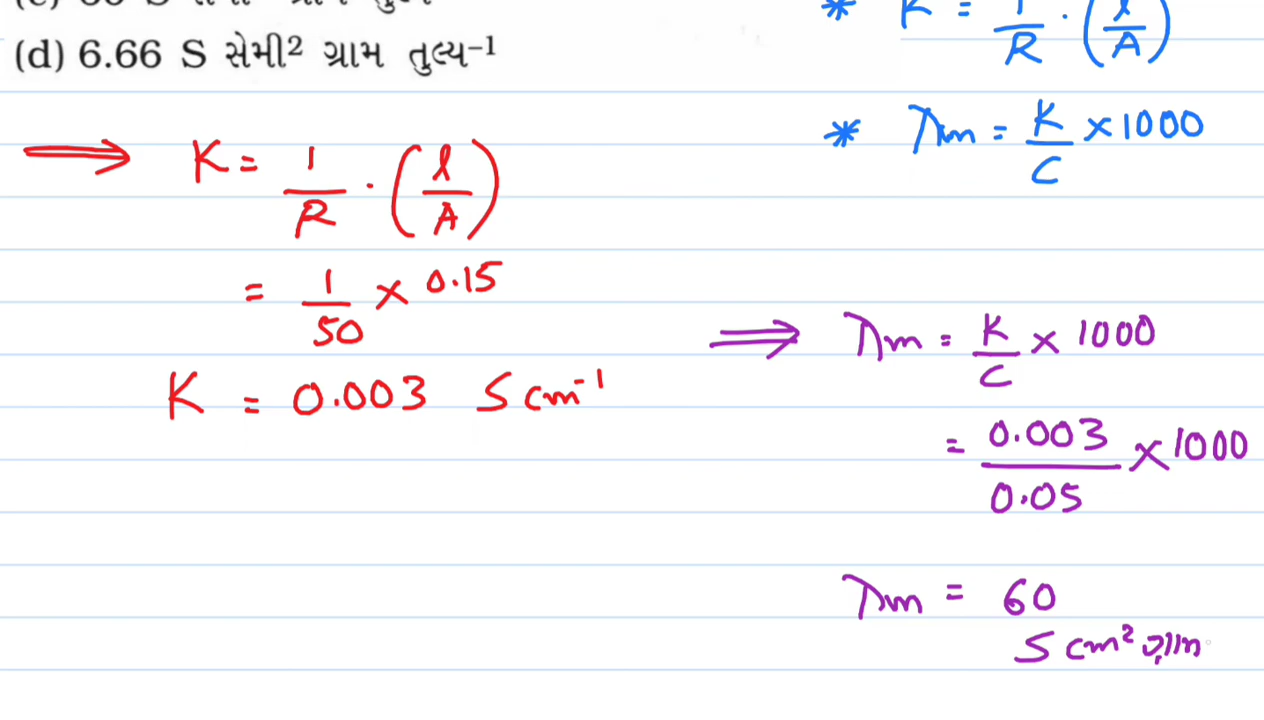 (d) 6.66 S સેમી² ગ્રામ તુલ્ય⁻¹
* K = 1/R · (l/A)
* λm = K/C × 1000
⟹ K = 1/R · (l/A)
= 1/50 × 0.15
K = 0.003 S cm⁻¹
⟹ λm = K/C × 1000
= 0.003/0.05 × 1000
λm = 60
S cm²